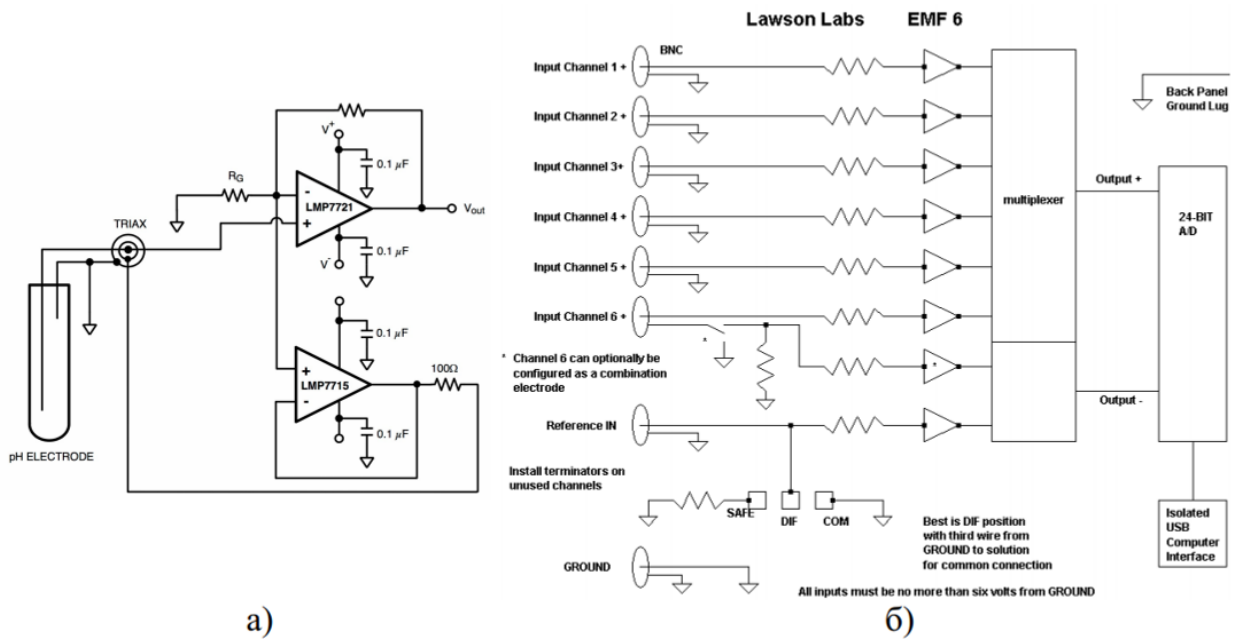 V+
0.1 µF
RG
LMP7721
Vout
TRIAX
0.1 µF
V-
0.1 µF
100Ω
LMP7715
0.1 µF
pH ELECTRODE
а)
Lawson Labs EMF 6
BNC
Input Channel 1 +
Input Channel 2 +
Input Channel 3+
Input Channel 4 +
Input Channel 5 +
Input Channel 6 +
*
* Channel 6 can optionally be
configured as a combination
electrode
*
Reference IN
Install terminators on
unused channels
SAFE
DIF
COM
GROUND
multiplexer
Output +
Output -
Back Panel
Ground Lug
24-BIT
A/D
Isolated
USB
Computer
Interface
Best is DIF position
with third wire from
GROUND to solution
for common connection
All inputs must be no more than six volts from GROUND
б)